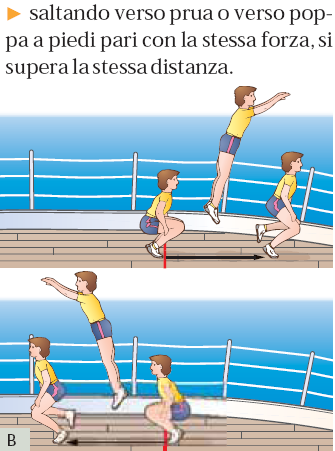 ► saltando verso prua o verso pop-
pa a piedi pari con la stessa forza, si
supera la stessa distanza.
B